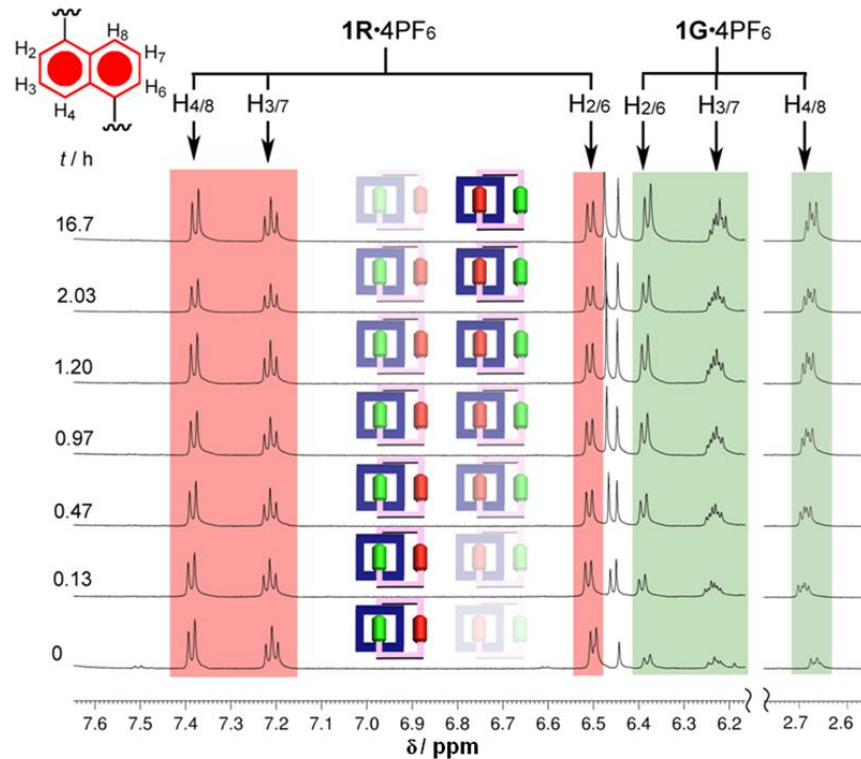 1R•4PF6 1G•4PF6
H8
H2 H7
H3 H6
H4
H4/8 H3/7 H2/6 H2/6 H3/7 H4/8
t / h
16.7
2.03
1.20
0.97
0.47
0.13
0
7.6 7.5 7.4 7.3 7.2 7.1 7.0 6.9 6.8 6.7 6.6 6.5 6.4 6.3 6.2 2.7 2.6
δ / ppm